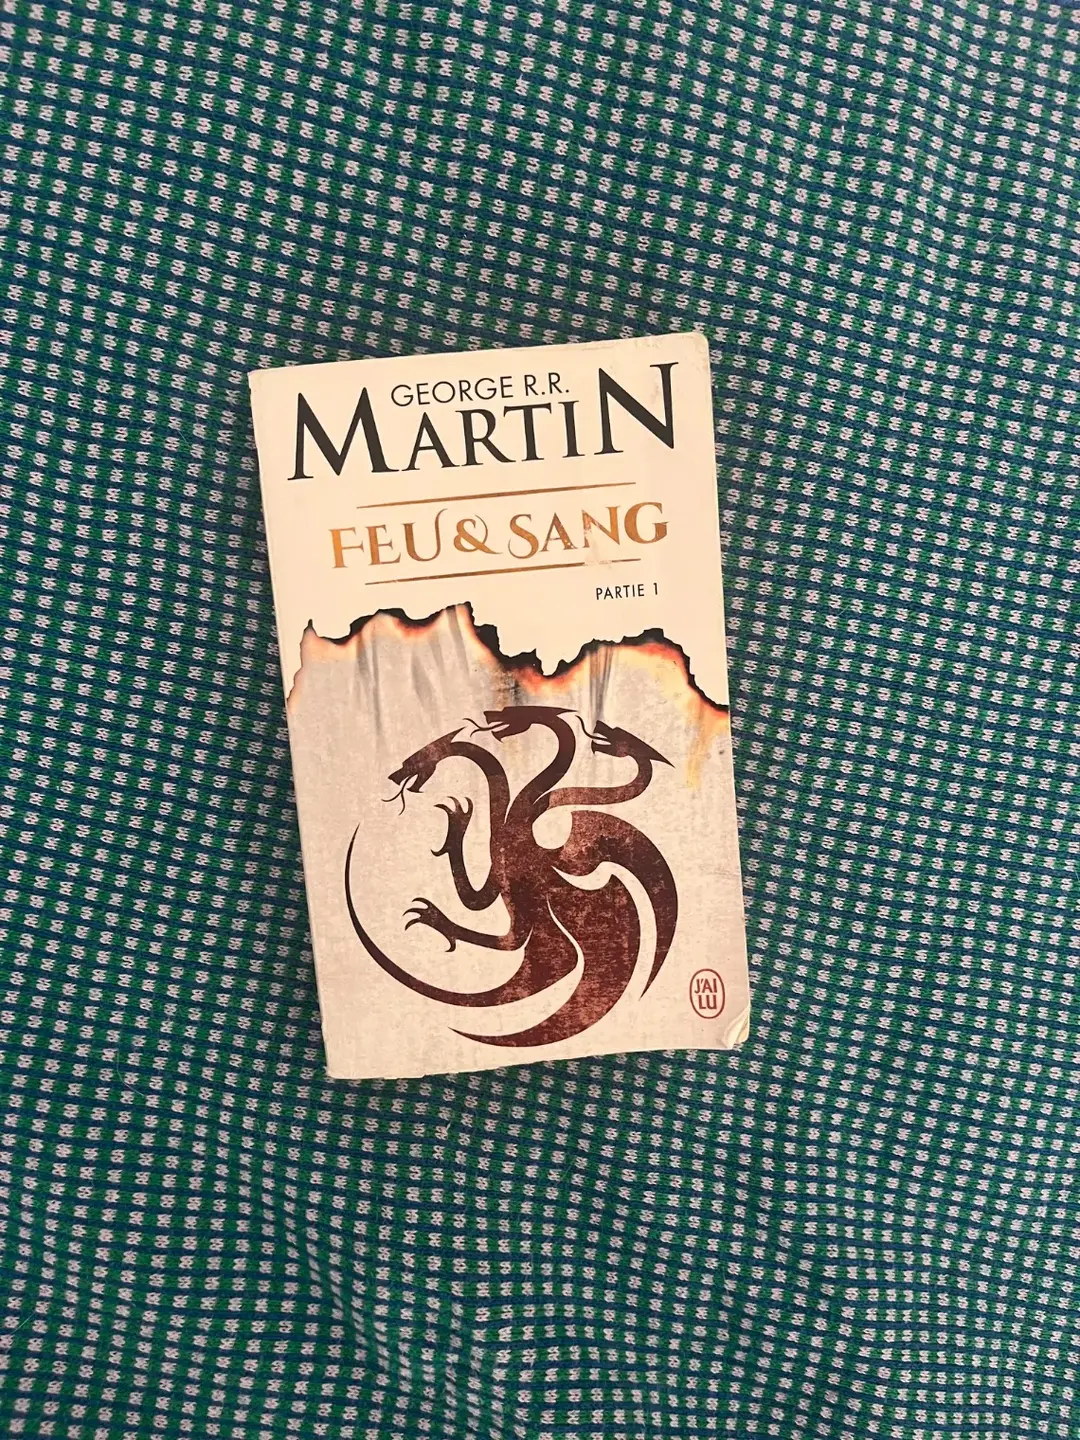 GEORGE R.R.
MARTIN
FEU & SANG
PARTIE 1
J'AI
LU